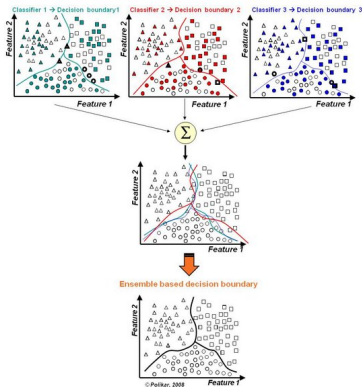 Classifier 1 → Decision boundary1
Classifier 2 → Decision boundary 2
Classifier 3 → Decision boundary 3
Feature 2
Feature 1
Feature 2
Feature 1
Feature 2
Feature 1
Σ
Feature 2
Feature 1
Ensemble based decision boundary
Feature 2
Feature 1
©Polikar, 2008